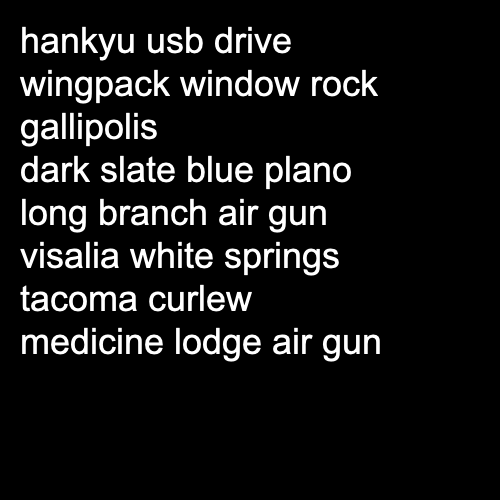 hankyu usb drive
wingpack window rock
gallipolis
dark slate blue plano
long branch air gun
visalia white springs
tacoma curlew
medicine lodge air gun